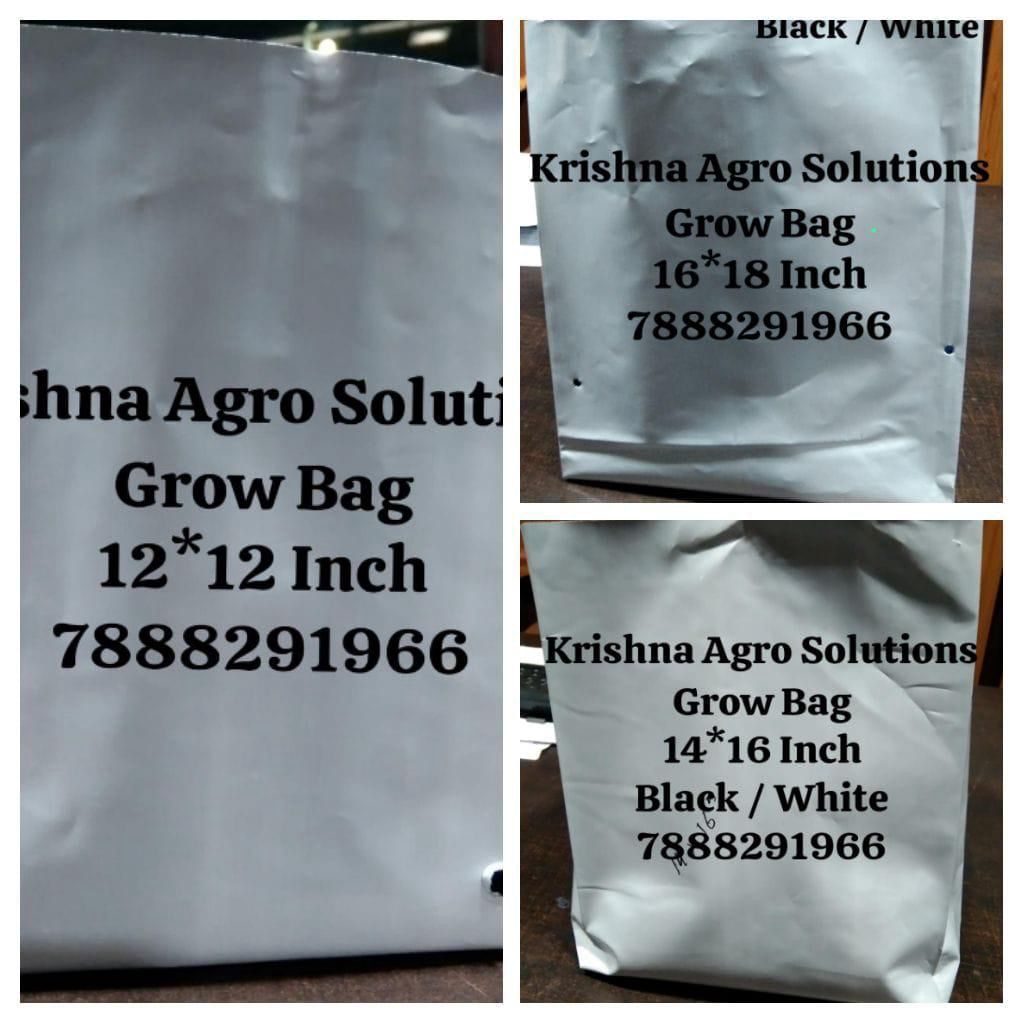 shna Agro Soluti
Grow Bag
12*12 Inch
7888291966
Black / White
Krishna Agro Solutions
Grow Bag
16*18 Inch
7888291966
Krishna Agro Solutions
Grow Bag
14*16 Inch
Black / White
7888291966